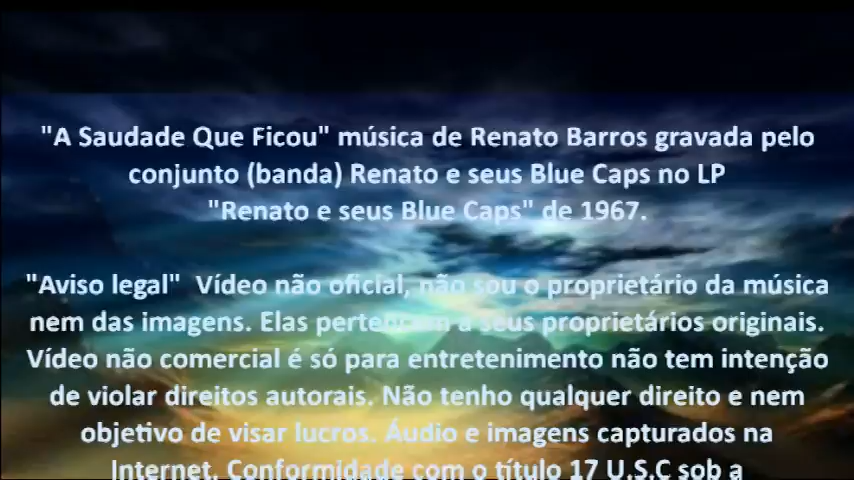 "A Saudade Que Ficou" música de Renato Barros gravada pelo
conjunto (banda) Renato e seus Blue Caps no LP
"Renato e seus Blue Caps" de 1967.
"Aviso legal"  Vídeo não oficial, não sou o proprietário da música
nem das imagens. Elas pertencem a seus proprietários originais.
Vídeo não comercial é só para entretenimento não tem intenção
de violar direitos autorais. Não tenho qualquer direito e nem
objetivo de visar lucros. Áudio e imagens capturados na
Internet. Conformidade com o título 17 U.S.C sob a